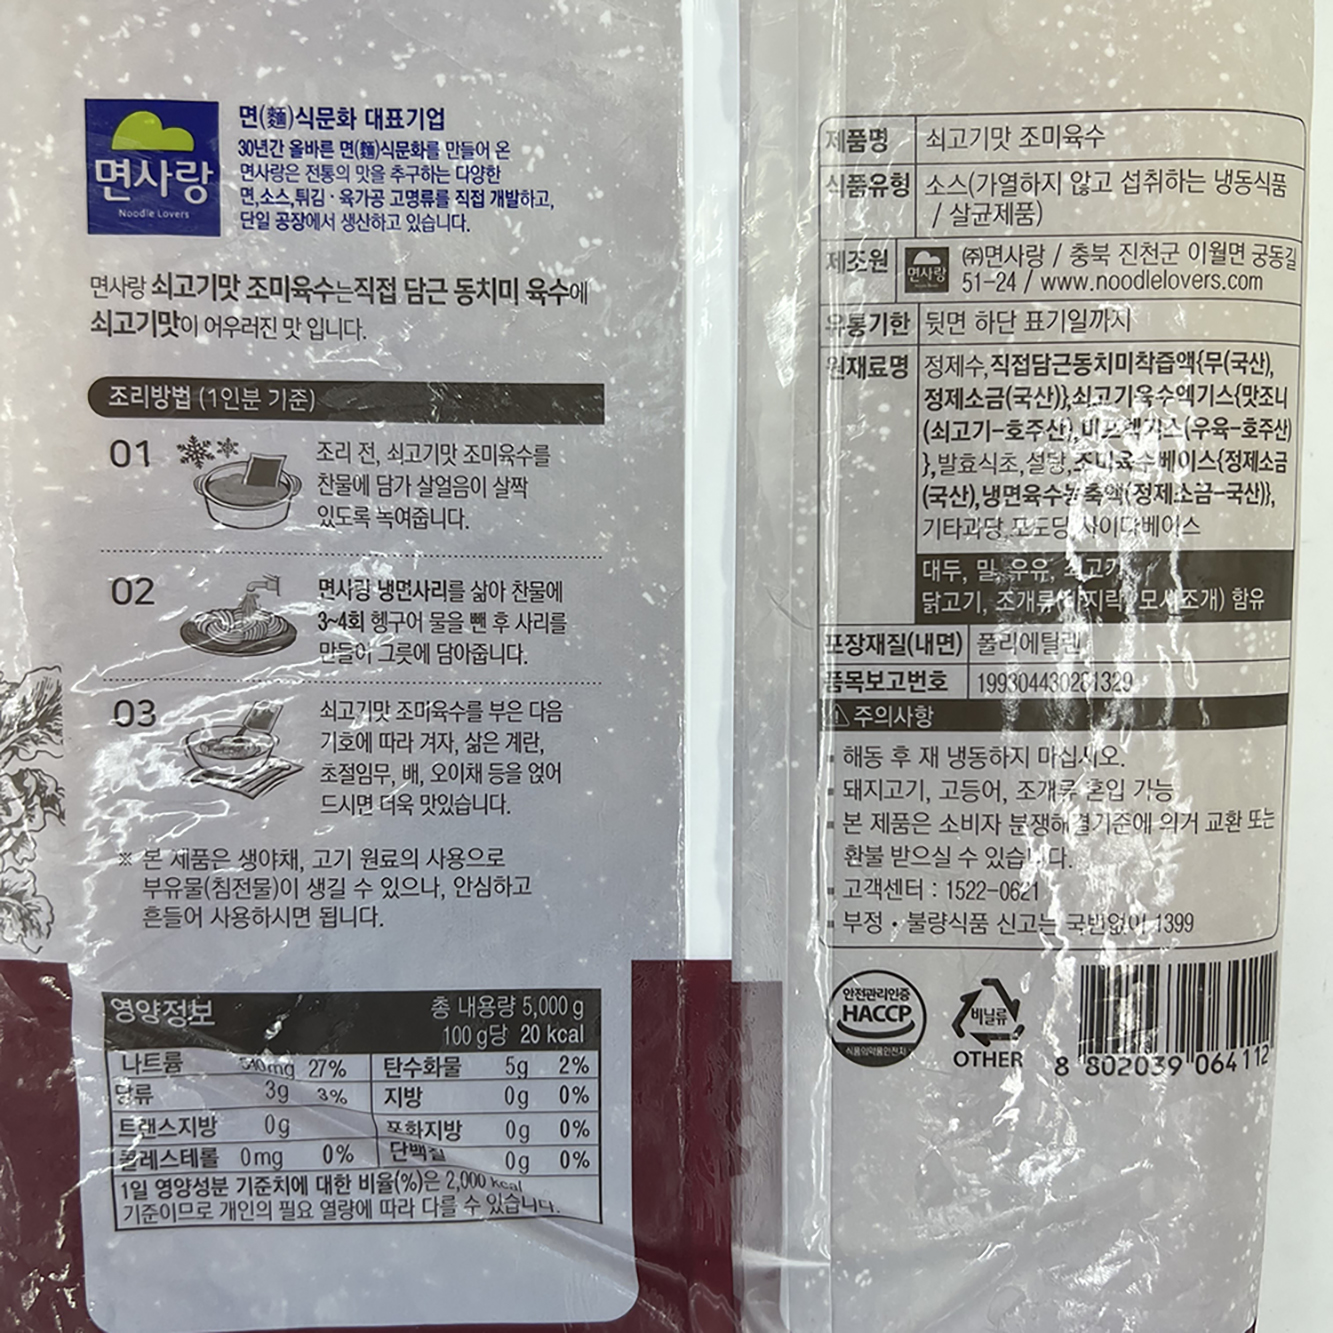 면사랑
Noodle Lovers
면(麵)식문화 대표기업
30년간 올바른 면(麵)식문화를 만들어 온
면사랑은 전통의 맛을 추구하는 다양한
면,소스,튀김·육가공 고명류를 직접 개발하고,
단일 공장에서 생산하고 있습니다.
면사랑 쇠고기맛 조미육수는직접 담근 동치미 육수에
쇠고기맛이 어우러진 맛 입니다.
조리방법 (1인분 기준)
01
조리 전, 쇠고기맛 조미육수를
찬물에 담가 살얼음이 살짝
있도록 녹여줍니다.
02
면사랑 냉면사리를 삶아 찬물에
3~4회 헹구어 물을 뺀 후 사리를
만들어 그릇에 담아줍니다.
03
쇠고기맛 조미육수를 부은 다음
기호에 따라 겨자, 삶은 계란,
초절임무, 배, 오이채 등을 얹어
드시면 더욱 맛있습니다.
※ 본 제품은 생야채, 고기 원료의 사용으로
부유물(침전물)이 생길 수 있으나, 안심하고
흔들어 사용하시면 됩니다.
영양정보
총 내용량 5,000 g
100 g당 20 kcal
나트륨 540mg 27% 탄수화물 5g 2%
당류 3g 3% 지방 0g 0%
트랜스지방 0g 포화지방 0g 0%
콜레스테롤 0mg 0% 단백질 0g 0%
1일 영양성분 기준치에 대한 비율(%)은 2,000 kcal
기준이므로 개인의 필요 열량에 따라 다를 수 있습니다.
제품명 쇠고기맛 조미육수
식품유형 소스(가열하지 않고 섭취하는 냉동식품
/ 살균제품)
제조원 면사랑 ㈜면사랑 / 충북 진천군 이월면 궁동길
51-24 / www.noodlelovers.com
유통기한 뒷면 하단 표기일까지
원재료명 정제수,직접담근동치미착즙액{무(국산),
정제소금(국산)},쇠고기육수엑기스{맛조니
(쇠고기-호주산),비프엑기스(우육-호주산)
},발효식초,설탕,조미육수베이스{정제소금
(국산),냉면육수농축액(정제소금-국산)},
기타과당,포도당,사이다베이스
대두, 밀, 우유, 쇠고기,
닭고기, 조개류(바지락, 모시조개) 함유
포장재질(내면) 폴리에틸렌
품목보고번호 199304430281329
주의사항
▪ 해동 후 재 냉동하지 마십시오.
▪ 돼지고기, 고등어, 조개류 혼입 가능
▪ 본 제품은 소비자 분쟁해결기준에 의거 교환 또는
환불 받으실 수 있습니다.
▪ 고객센터 : 1522-0621
▪ 부정·불량식품 신고는 국번없이 1399
안전관리인증
HACCP
식품의약품안전처
비닐류
OTHER
8 802039 064112